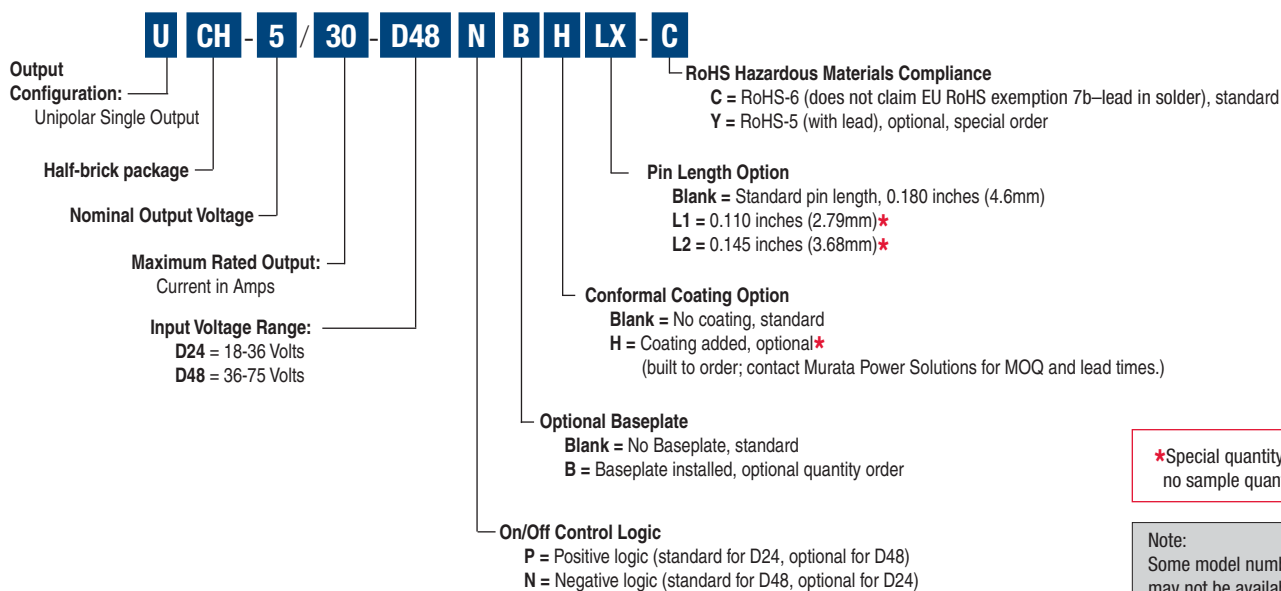 U CH - 5 / 30 - D48 N B H LX - C
Output
Configuration:
Unipolar Single Output
Half-brick package
Nominal Output Voltage
Maximum Rated Output:
Current in Amps
Input Voltage Range:
D24 = 18-36 Volts
D48 = 36-75 Volts
RoHS Hazardous Materials Compliance
C = RoHS-6 (does not claim EU RoHS exemption 7b–lead in solder), standard
Y = RoHS-5 (with lead), optional, special order
Pin Length Option
Blank = Standard pin length, 0.180 inches (4.6mm)
L1 = 0.110 inches (2.79mm)*
L2 = 0.145 inches (3.68mm)*
Conformal Coating Option
Blank = No coating, standard
H = Coating added, optional*
(built to order; contact Murata Power Solutions for MOQ and lead times.)
Optional Baseplate
Blank = No Baseplate, standard
B = Baseplate installed, optional quantity order
On/Off Control Logic
P = Positive logic (standard for D24, optional for D48)
N = Negative logic (standard for D48, optional for D24)
*Special quantity
no sample quan
Note:
Some model numb
may not be availab